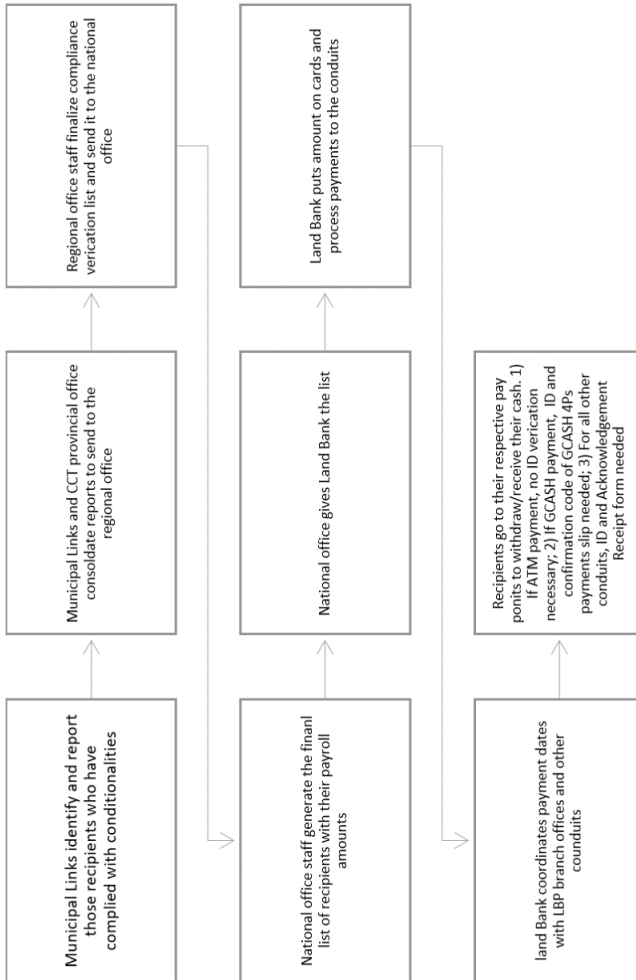 Municipal Links identify and report
those recipients who have
complied with conditionalities
Municipal Links and CCT provincial office
consoldate reports to send to the
regional office
Regional office staff finalize compliance
verication list and send it to the national
office
National office staff generate the finanl
list of recipients with their payroll
amounts
National office gives Land Bank the list
Land Bank puts amount on cards and
process payments to the conduits
land Bank coordinates payment dates
with LBP branch offices and other
counduits
Recipients go to their respective pay
ponits to withdraw/receive their cash. 1)
If ATM payment, no ID verication
necessary; 2) If GCASH payment, ID and
confirmation code of GCASH 4Ps
payments slip needed; 3) For all other
conduits, ID and Acknowledgement
Receipt form needed